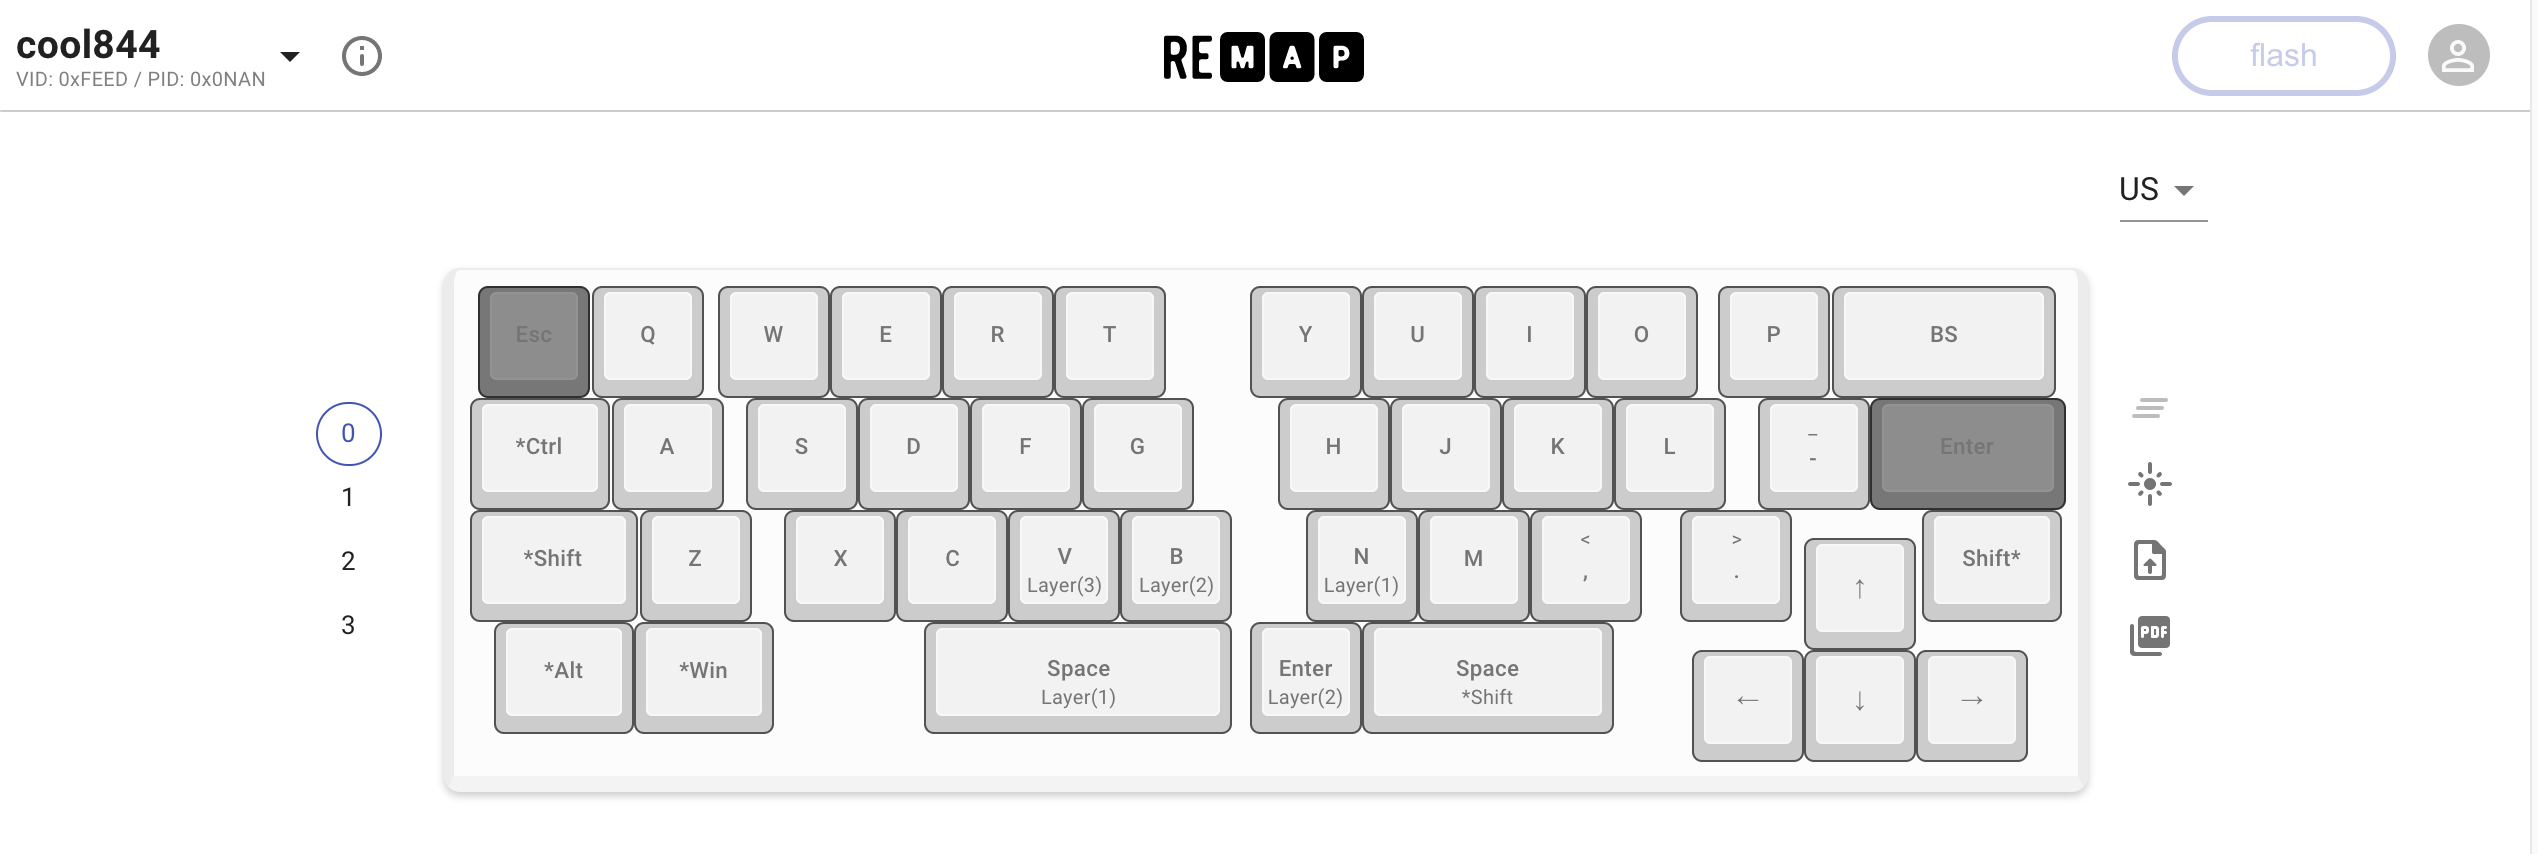 cool844
VID: 0xFEED / PID: 0x0NAN
REMAP
flash
US
Esc Q W E R T Y U I O P BS
*Ctrl A S D F G H J K L _ - Enter
*Shift Z X C V Layer(3) B Layer(2) N Layer(1) M < , > . ↑ Shift*
*Alt *Win Space Layer(1) Enter Layer(2) Space *Shift ← ↓ →
0
1
2
3
PDF